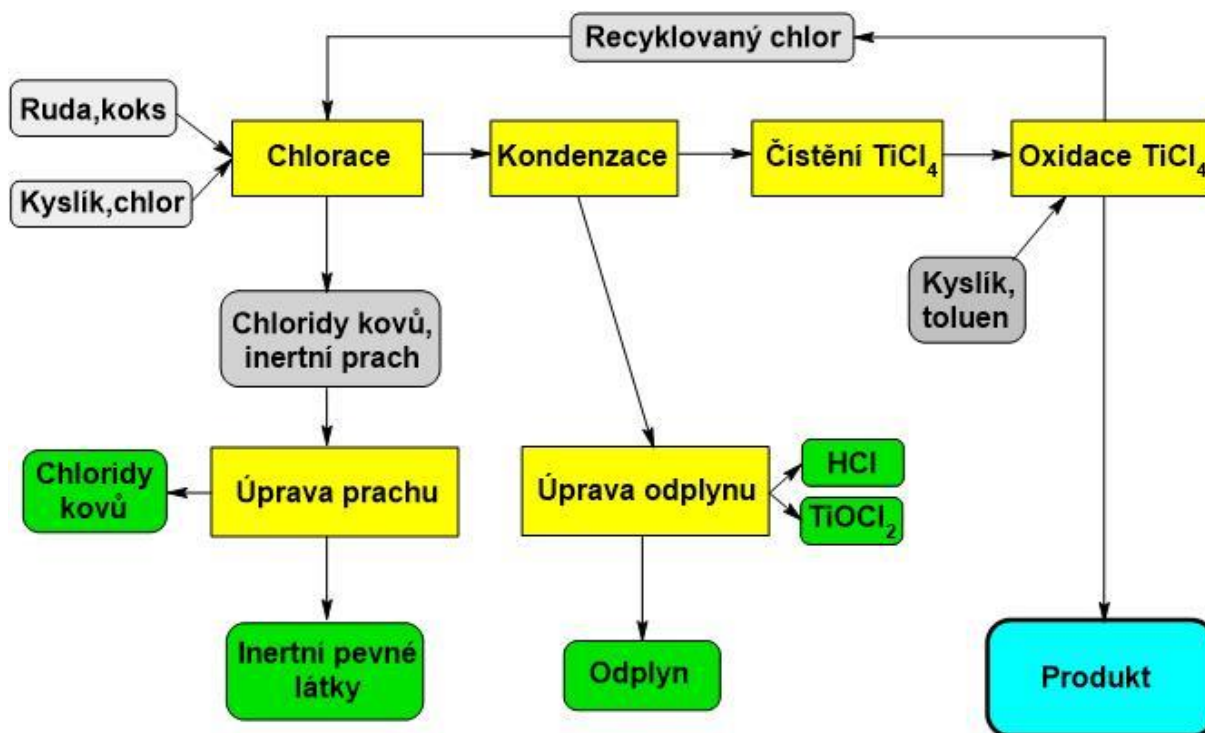 Recyklovaný chlor
Ruda,koks
Kyslík,chlor
Chlorace
Kondenzace
Čístění TiCl₄
Oxidace TiCl₄
Kyslík,
toluen
Chloridy kovů,
inertní prach
Chloridy
kovů
Úprava prachu
Úprava odplynu
HCl
TiOCl₂
Inertní pevné
látky
Odplyn
Produkt